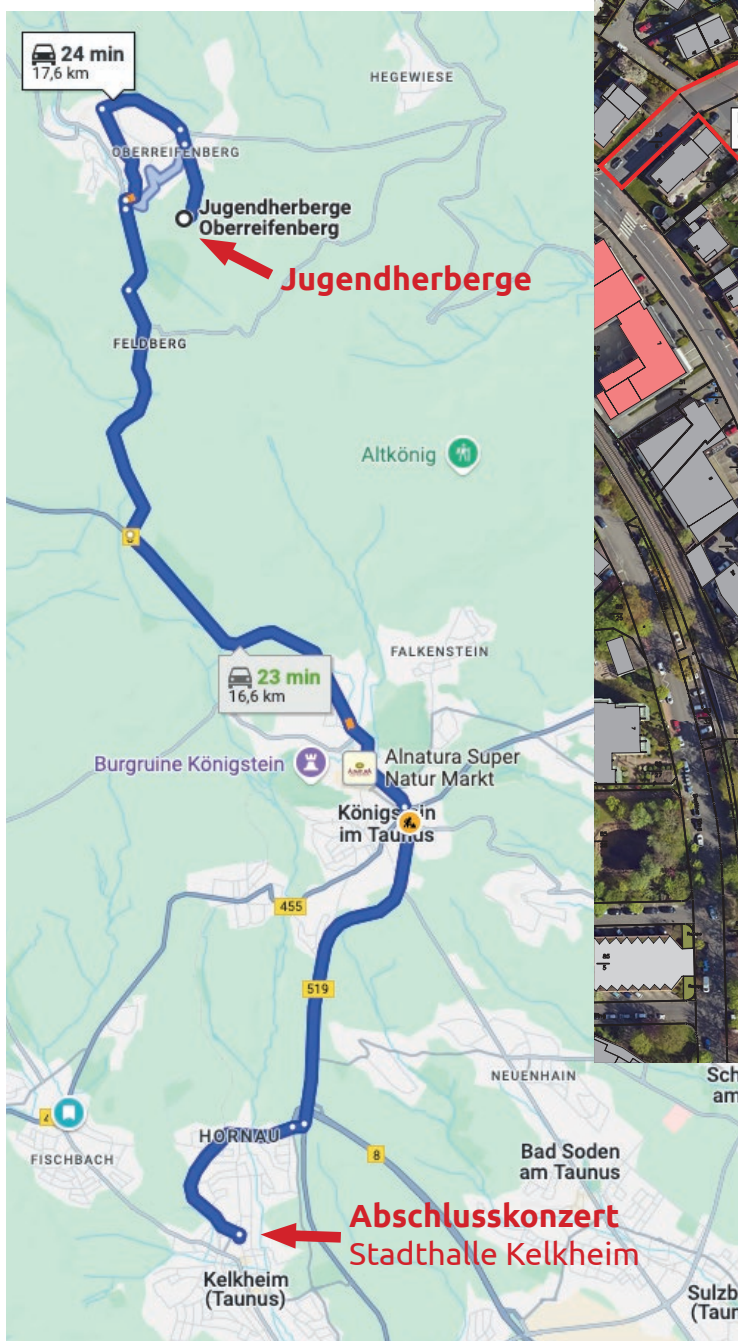 24 min
17,6 km
HEGEWIESE
OBERREIFENBERG
Jugendherberge
Oberreifenberg
Jugendherberge
FELDBERG
Altkönig
8
FALKENSTEIN
23 min
16,6 km
Burgruine Königstein
Alnatura Super
Natur Markt
Königstein
im Taunus
455
519
NEUENHAIN
HORNAU
FISCHBACH
8
Bad Soden
am Taunus
Abschlusskonzert
Stadthalle Kelkheim
Kelkheim
(Taunus)